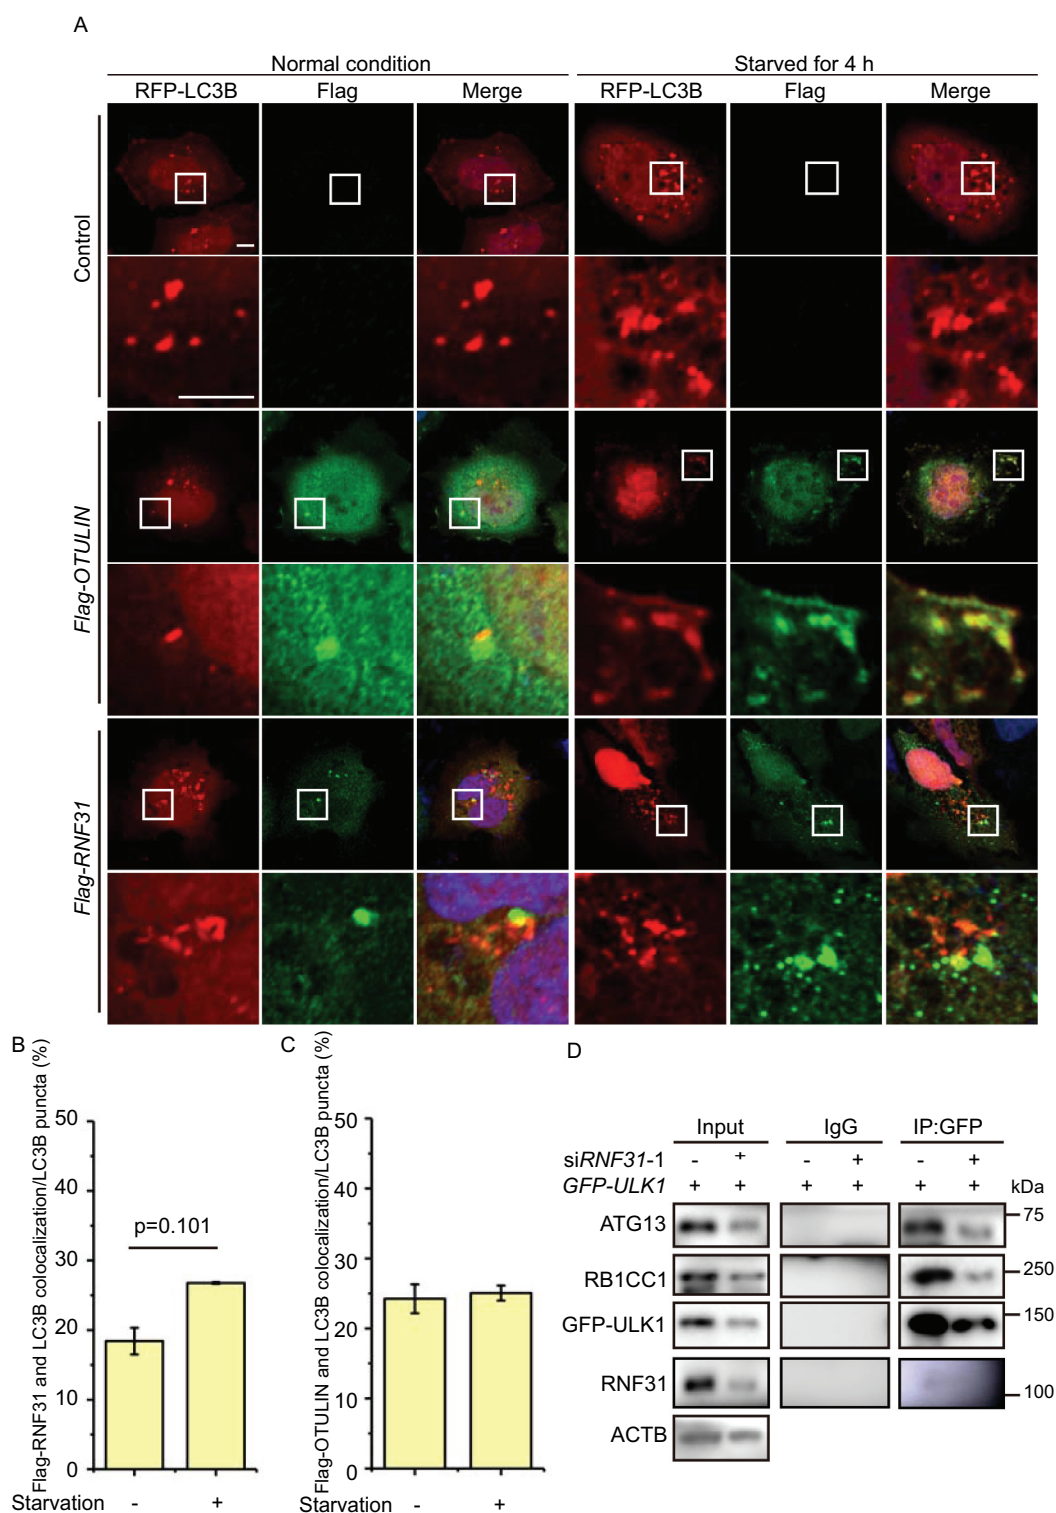 A
Normal condition
Starved for 4 h
RFP-LC3B Flag Merge RFP-LC3B Flag Merge
Control
Flag-OTULIN
Flag-RNF31
B
Flag-RNF31 and LC3B colocalization/LC3B puncta (%)
50
40
30
20
10
0
p=0.101
Starvation - +
C
Flag-OTULIN and LC3B colocalization/LC3B puncta (%)
50
40
30
20
10
0
Starvation - +
D
Input IgG IP:GFP
siRNF31-1 - + - + - +
GFP-ULK1 + + + + + + kDa
ATG13 75
RB1CC1 250
GFP-ULK1 150
RNF31 100
ACTB